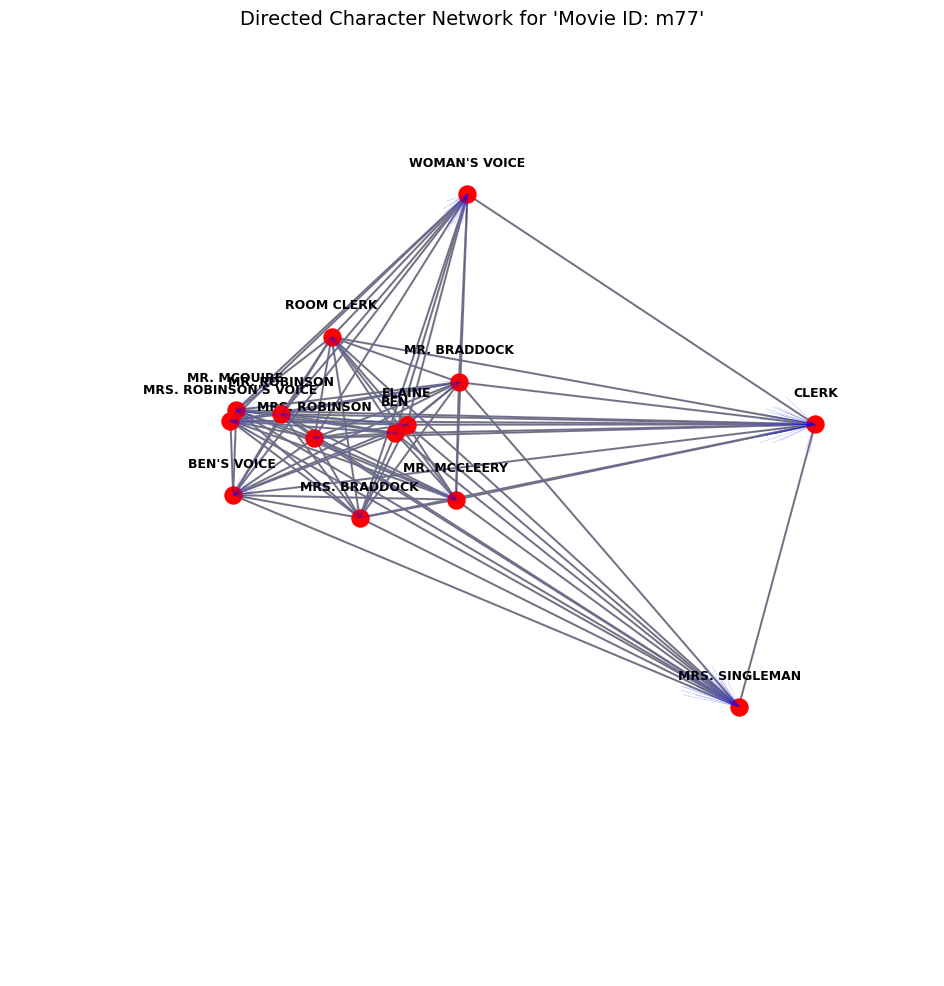 Directed Character Network for 'Movie ID: m77'
WOMAN'S VOICE
ROOM CLERK
MR. BRADDOCK
MR. MCQUIRE
MR. ROBINSON
MRS. ROBINSON'S VOICE
ELAINE
CLERK
BEN
MRS. ROBINSON
BEN'S VOICE
MR. MCCLEERY
MRS. BRADDOCK
MRS. SINGLEMAN